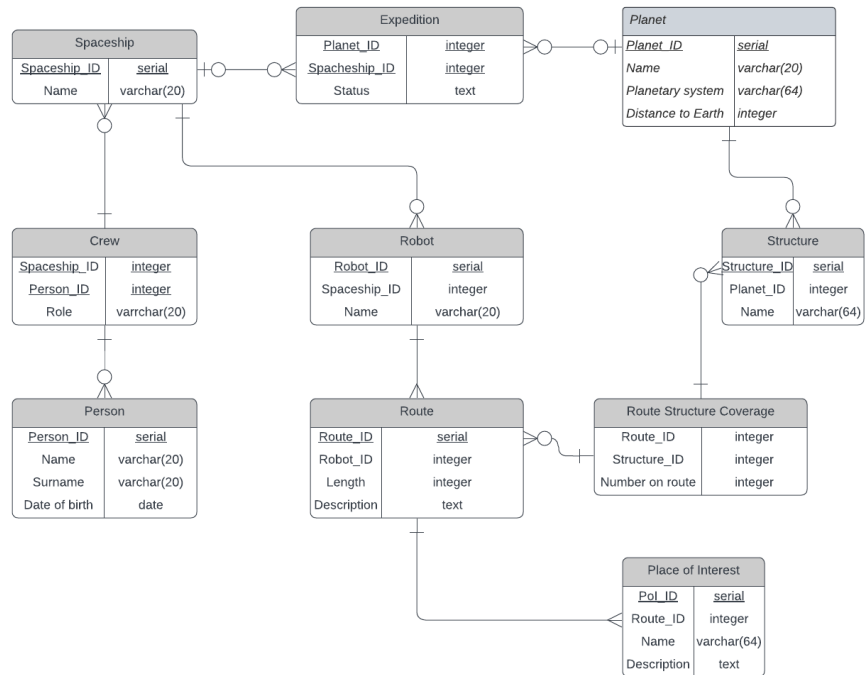 Spaceship
Spaceship_ID serial
Name varchar(20)
Expedition
Planet_ID integer
Spacheship_ID integer
Status text
Planet
Planet_ID serial
Name varchar(20)
Planetary system varchar(64)
Distance to Earth integer
Crew
Spaceship_ID integer
Person_ID integer
Role varrchar(20)
Robot
Robot_ID serial
Spaceship_ID integer
Name varchar(20)
Structure
Structure_ID serial
Planet_ID integer
Name varchar(64)
Person
Person_ID serial
Name varchar(20)
Surname varchar(20)
Date of birth date
Route
Route_ID serial
Robot_ID integer
Length integer
Description text
Route Structure Coverage
Route_ID integer
Structure_ID integer
Number on route integer
Place of Interest
PoI_ID serial
Route_ID integer
Name varchar(64)
Description text